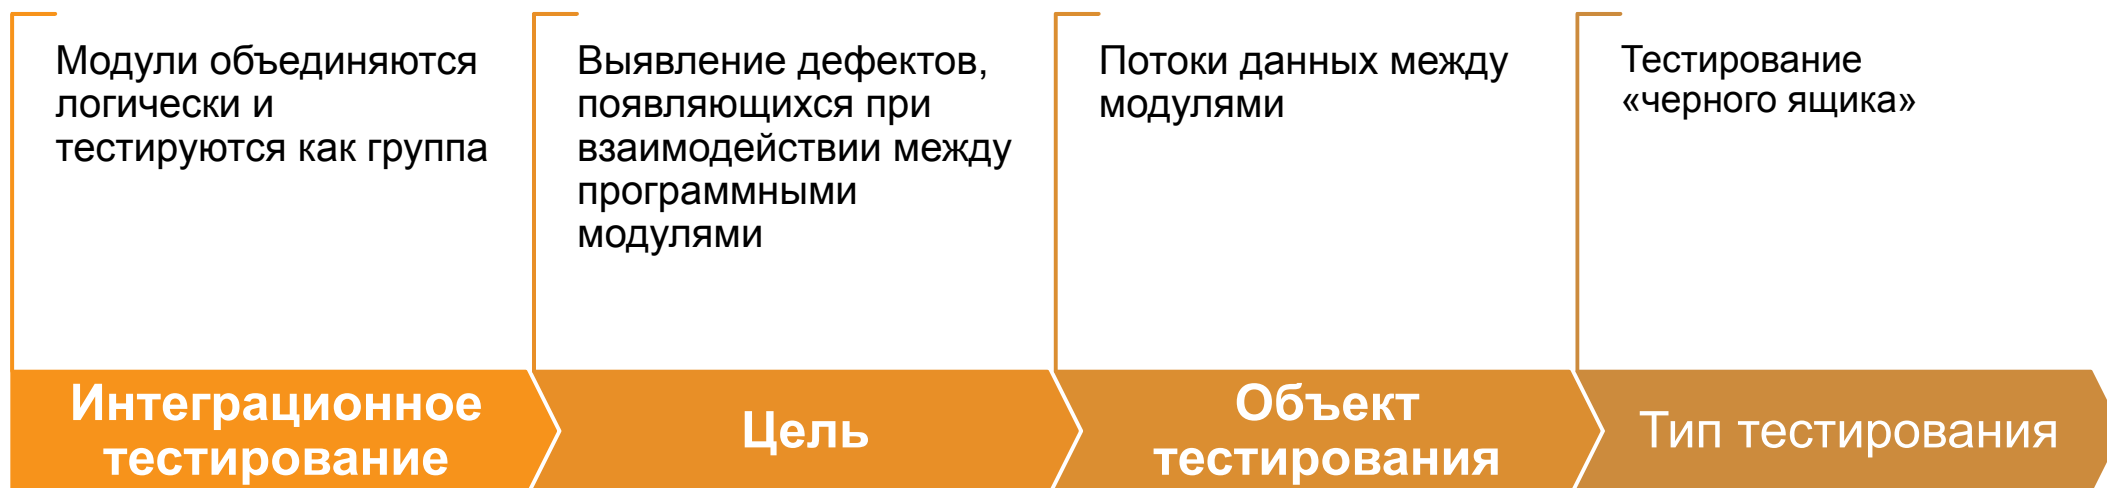 Модули объединяются
логически и
тестируются как группа
Интеграционное
тестирование
Выявление дефектов,
появляющихся при
взаимодействии между
программными
модулями
Цель
Потоки данных между
модулями
Объект
тестирования
Тестирование
«черного ящика»
Тип тестирования